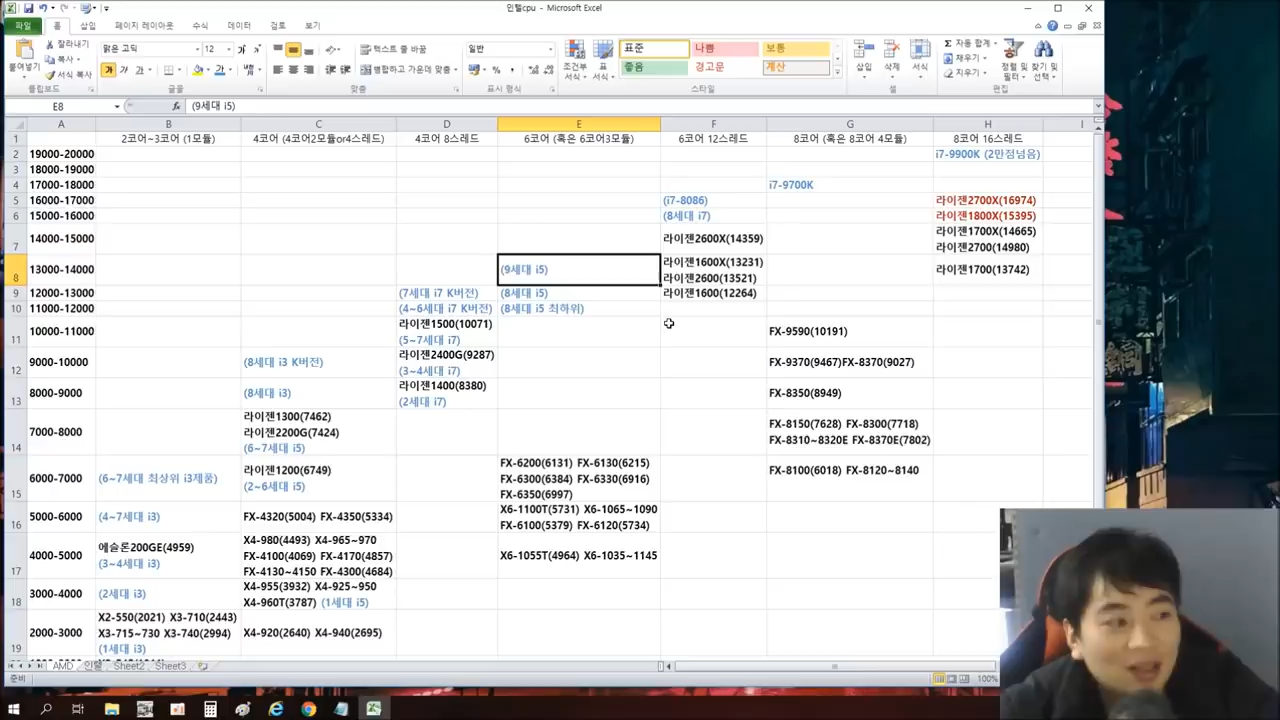 인텔cpu - Microsoft Excel
파일 홈 삽입 페이지 레이아웃 수식 데이터 검토 보기
붙여넣기
잘라내기
복사
서식 복사
클립보드
맑은 고딕 12
가 가 가
글꼴
텍스트 줄 바꿈
병합하고 가운데 맞춤
맞춤
일반
표시 형식
조건부 서식
표 서식
표준 나쁨 보통
좋음 경고문 계산
스타일
삽입 삭제 서식
셀
자동 합계
채우기
지우기
정렬 및 필터
찾기 및 선택
편집
E8 fx (9세대 i5)
A B C D E F G H I
1 2코어~3코어 (1모듈) 4코어 (4코어2모듈or4스레드) 4코어 8스레드 6코어 (혹은 6코어3모듈) 6코어 12스레드 8코어 (혹은 8코어 4모듈) 8코어 16스레드
2 19000-20000 i7-9900K (2만점넘음)
3 18000-19000
4 17000-18000 i7-9700K
5 16000-17000 (i7-8086) 라이젠2700X(16974)
6 15000-16000 (8세대 i7) 라이젠1800X(15395)
7 14000-15000 라이젠2600X(14359) 라이젠1700X(14665)
라이젠2700(14980)
8 13000-14000 (9세대 i5) 라이젠1600X(13231) 라이젠1700(13742)
라이젠2600(13521)
9 12000-13000 (7세대 i7 K버전) (8세대 i5) 라이젠1600(12264)
10 11000-12000 (4~6세대 i7 K버전) (8세대 i5 최하위)
11 10000-11000 라이젠1500(10071) FX-9590(10191)
(5~7세대 i7)
12 9000-10000 (8세대 i3 K버전) 라이젠2400G(9287) FX-9370(9467)FX-8370(9027)
(3~4세대 i7)
13 8000-9000 (8세대 i3) 라이젠1400(8380) FX-8350(8949)
(2세대 i7)
14 7000-8000 라이젠1300(7462) FX-8150(7628) FX-8300(7718)
라이젠2200G(7424) FX-8310~8320E FX-8370E(7802)
(6~7세대 i5)
15 6000-7000 (6~7세대 최상위 i3제품) 라이젠1200(6749) FX-6200(6131) FX-6130(6215) FX-8100(6018) FX-8120~8140
(2~6세대 i5) FX-6300(6384) FX-6330(6916)
FX-6350(6997)
16 5000-6000 (4~7세대 i3) FX-4320(5004) FX-4350(5334) X6-1100T(5731) X6-1065~1090
FX-6100(5379) FX-6120(5734)
17 4000-5000 에슬론200GE(4959) X4-980(4493) X4-965~970 X6-1055T(4964) X6-1035~1145
(3~4세대 i3) FX-4100(4069) FX-4170(4857)
FX-4130~4150 FX-4300(4684)
18 3000-4000 (2세대 i3) X4-955(3932) X4-925~950
X4-960T(3787) (1세대 i5)
19 2000-3000 X2-550(2021) X3-710(2443) X4-920(2640) X4-940(2695)
X3-715~730 X3-740(2994)
(1세대 i3)
AMD 인텔 Sheet2 Sheet3
준비 100%